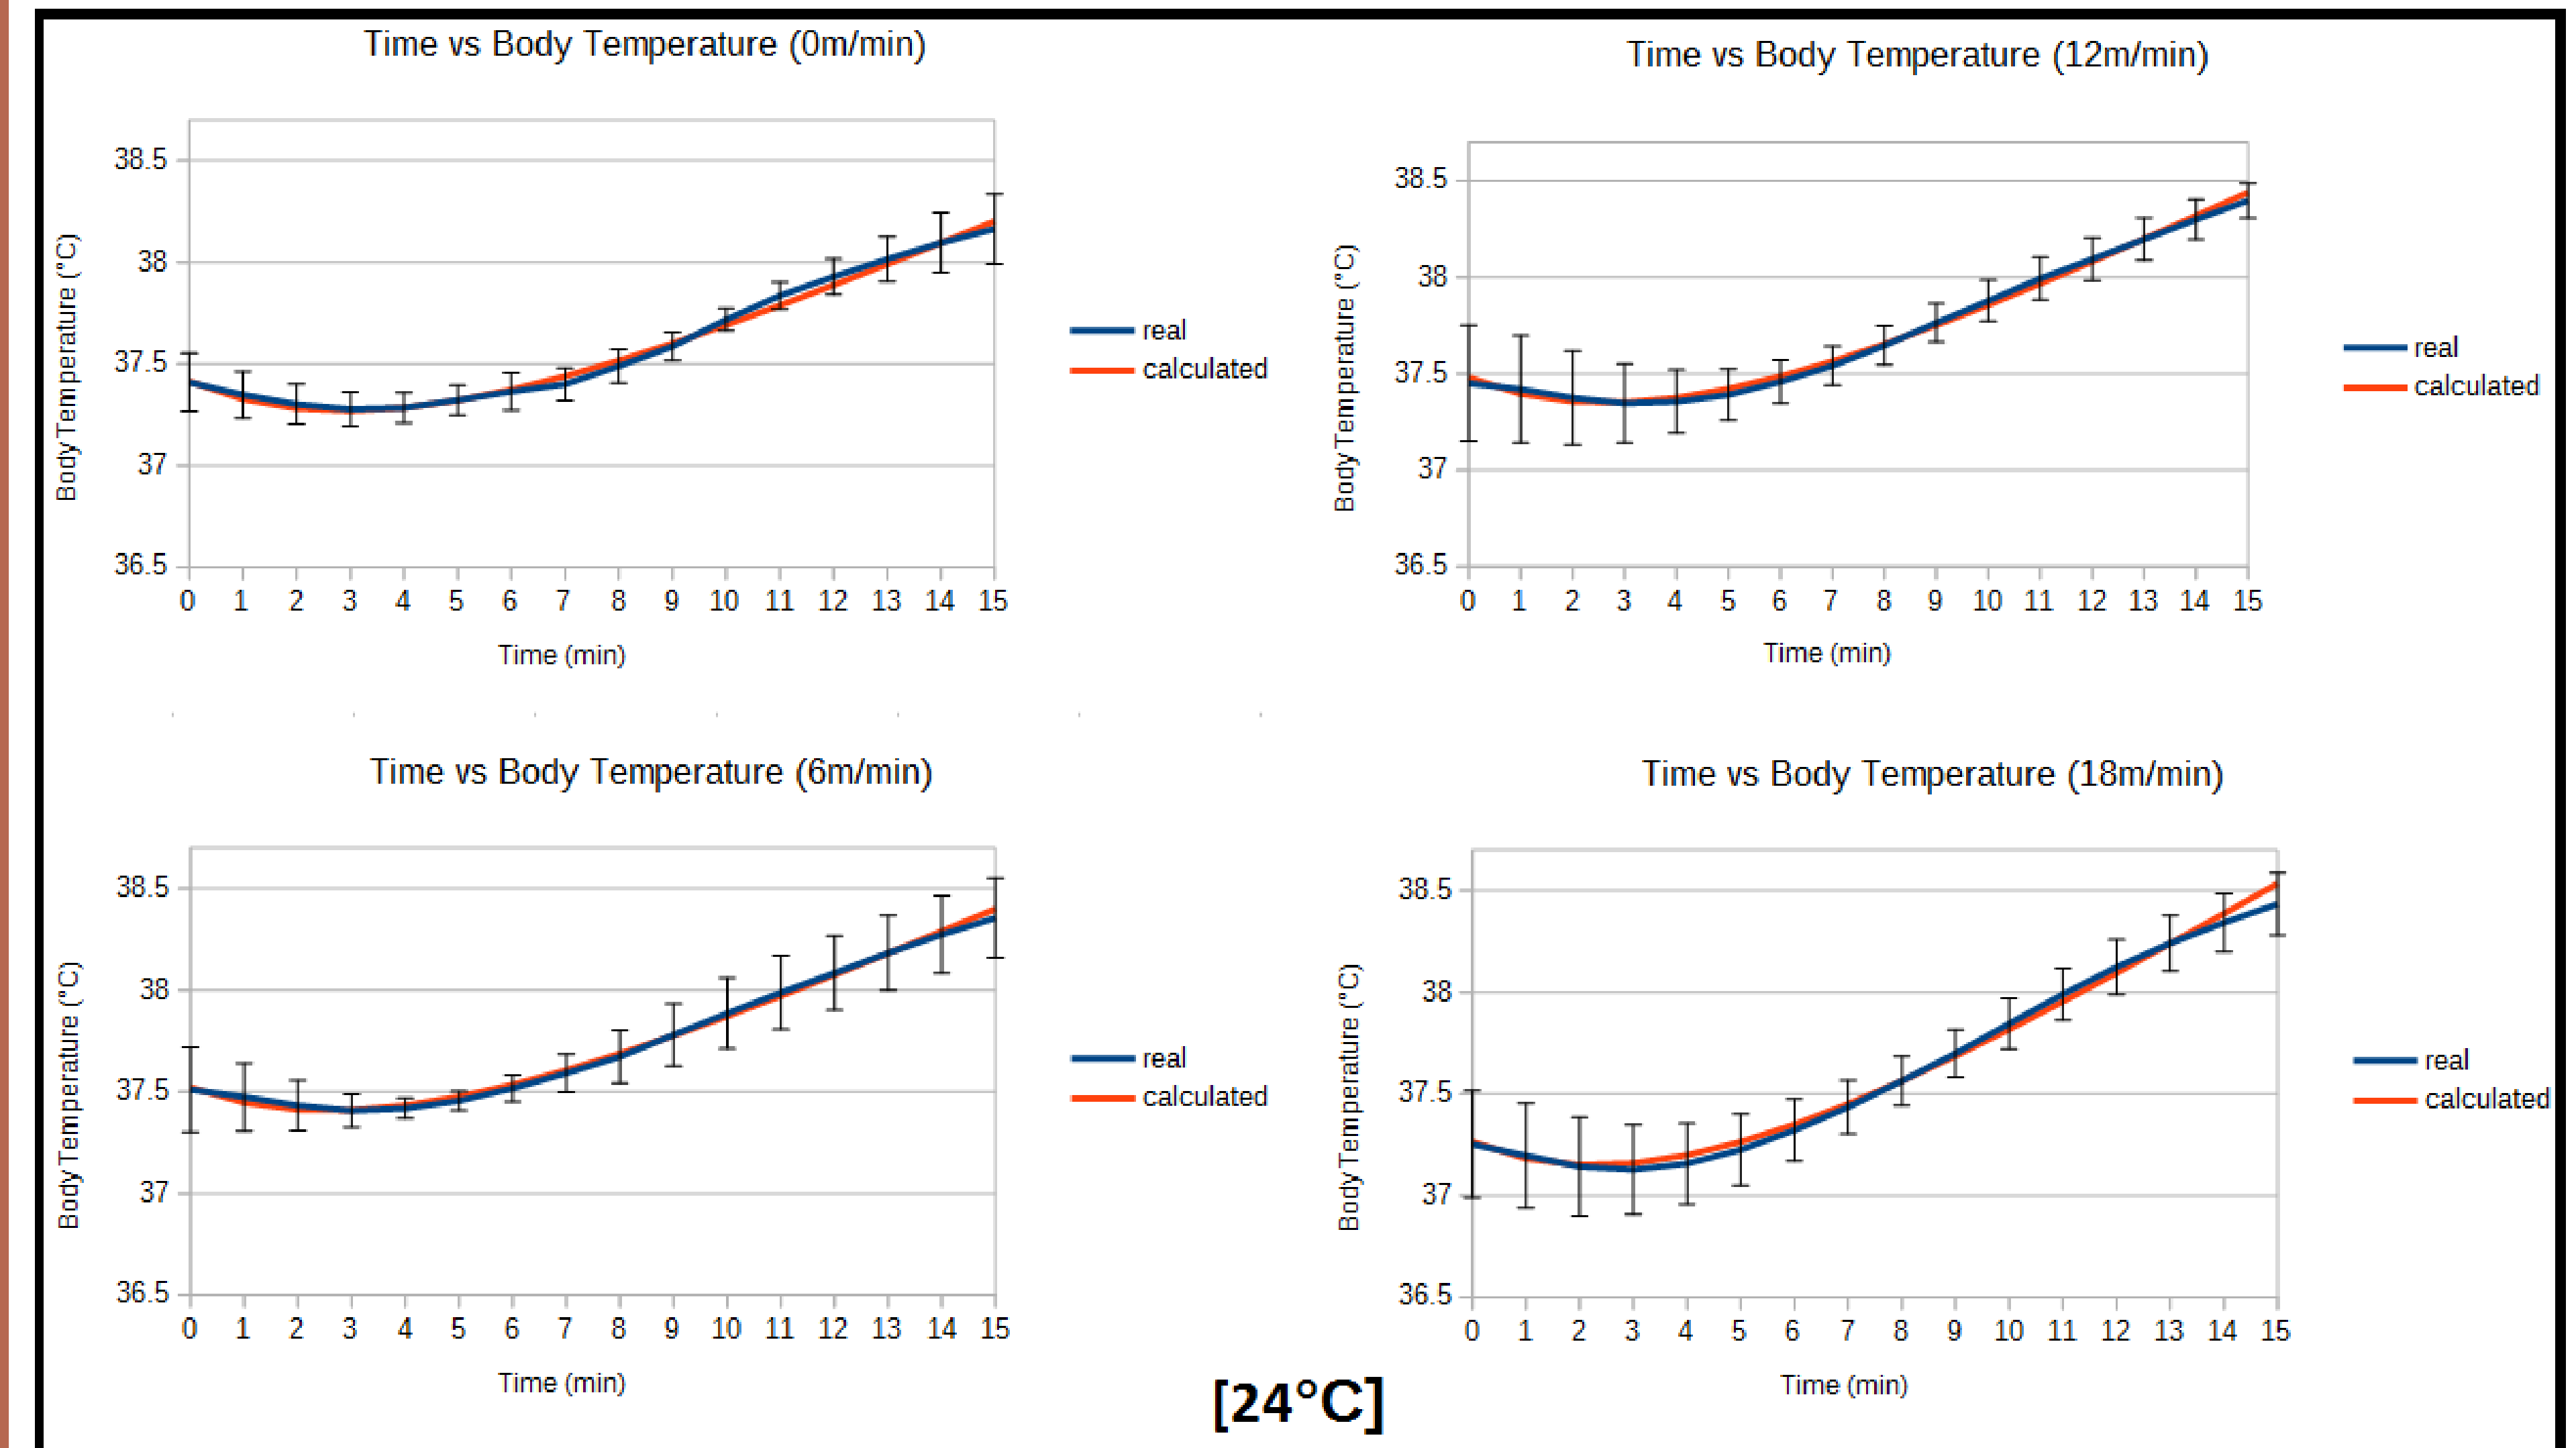 Time vs Body Temperature (0m/min)
38.5
38
37.5
37
36.5
0 1 2 3 4 5 6 7 8 9 10 11 12 13 14 15
Body Temperature (°C)
Time (min)
real
calculated
Time vs Body Temperature (12m/min)
38.5
38
37.5
37
36.5
0 1 2 3 4 5 6 7 8 9 10 11 12 13 14 15
Body Temperature (°C)
Time (min)
real
calculated
Time vs Body Temperature (6m/min)
38.5
38
37.5
37
36.5
0 1 2 3 4 5 6 7 8 9 10 11 12 13 14 15
Body Temperature (°C)
Time (min)
real
calculated
Time vs Body Temperature (18m/min)
38.5
38
37.5
37
36.5
0 1 2 3 4 5 6 7 8 9 10 11 12 13 14 15
Body Temperature (°C)
Time (min)
real
calculated
[24°C]